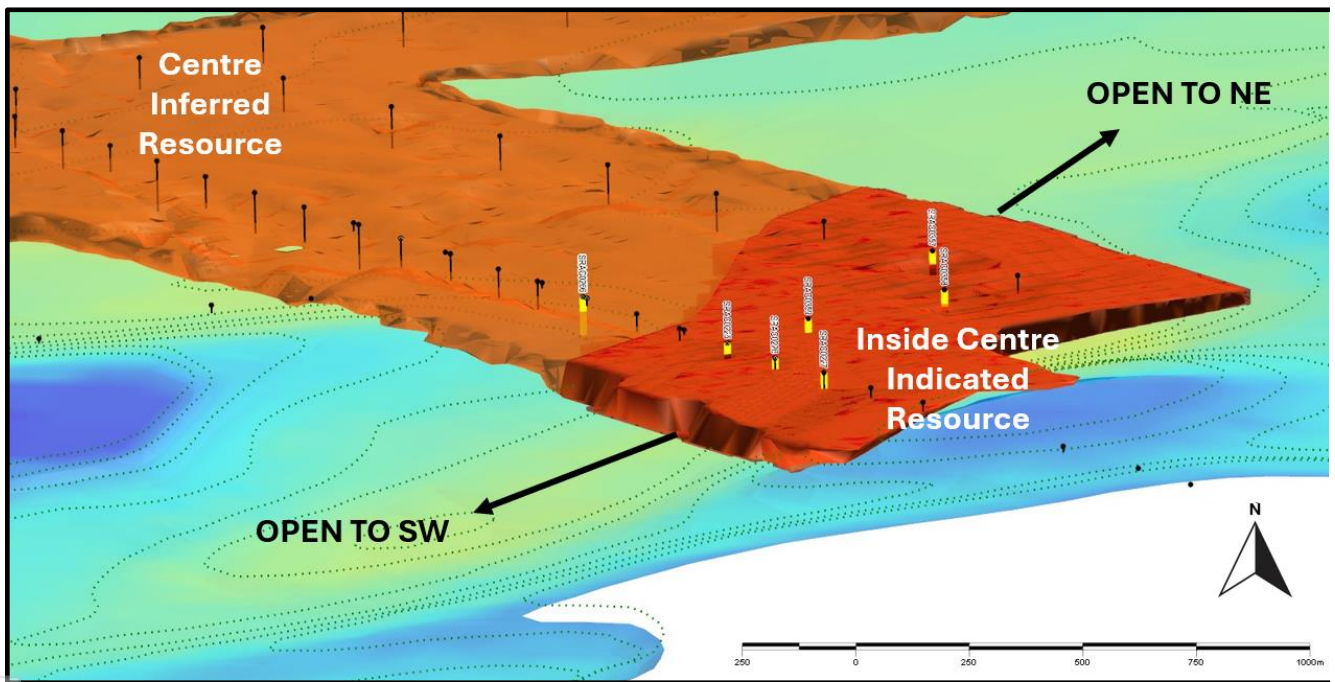 Centre
Inferred
Resource
OPEN TO NE
Inside Centre
Indicated
Resource
OPEN TO SW
N
250
0
250
500
750
1000m